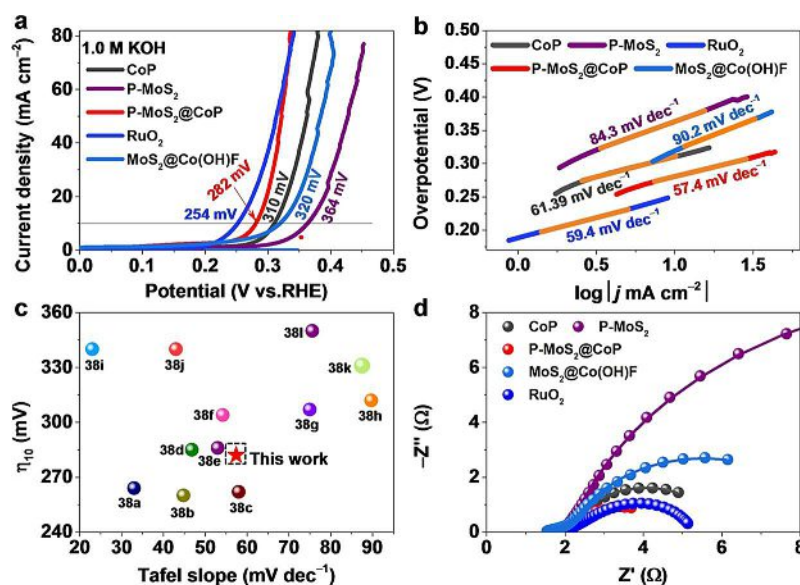 a
1.0 M KOH
CoP
P-MoS₂
P-MoS₂@CoP
RuO₂
MoS₂@Co(OH)F
282 mV
254 mV
310 mV
320 mV
364 mV
80
60
40
20
0
0.0 0.1 0.2 0.3 0.4 0.5
Current density (mA cm⁻²)
Potential (V vs.RHE)
b
CoP P-MoS₂ RuO₂
P-MoS₂@CoP MoS₂@Co(OH)F
84.3 mV dec⁻¹
90.2 mV dec⁻¹
61.39 mV dec⁻¹
57.4 mV dec⁻¹
59.4 mV dec⁻¹
0.50
0.45
0.40
0.35
0.30
0.25
0.20
-0.5 0.0 0.5 1.0 1.5 2.0
Overpotential (V)
log|j mA cm⁻²|
c
38l
38i
38j
38k
38h
38f
38g
38d
38e
This work
38a
38b
38c
360
330
300
270
240
20 30 40 50 60 70 80 90
η₁₀ (mV)
Tafel slope (mV dec⁻¹)
d
CoP P-MoS₂
P-MoS₂@CoP
MoS₂@Co(OH)F
RuO₂
8
6
4
2
0
0 2 4 6 8
-Z" (Ω)
Z' (Ω)